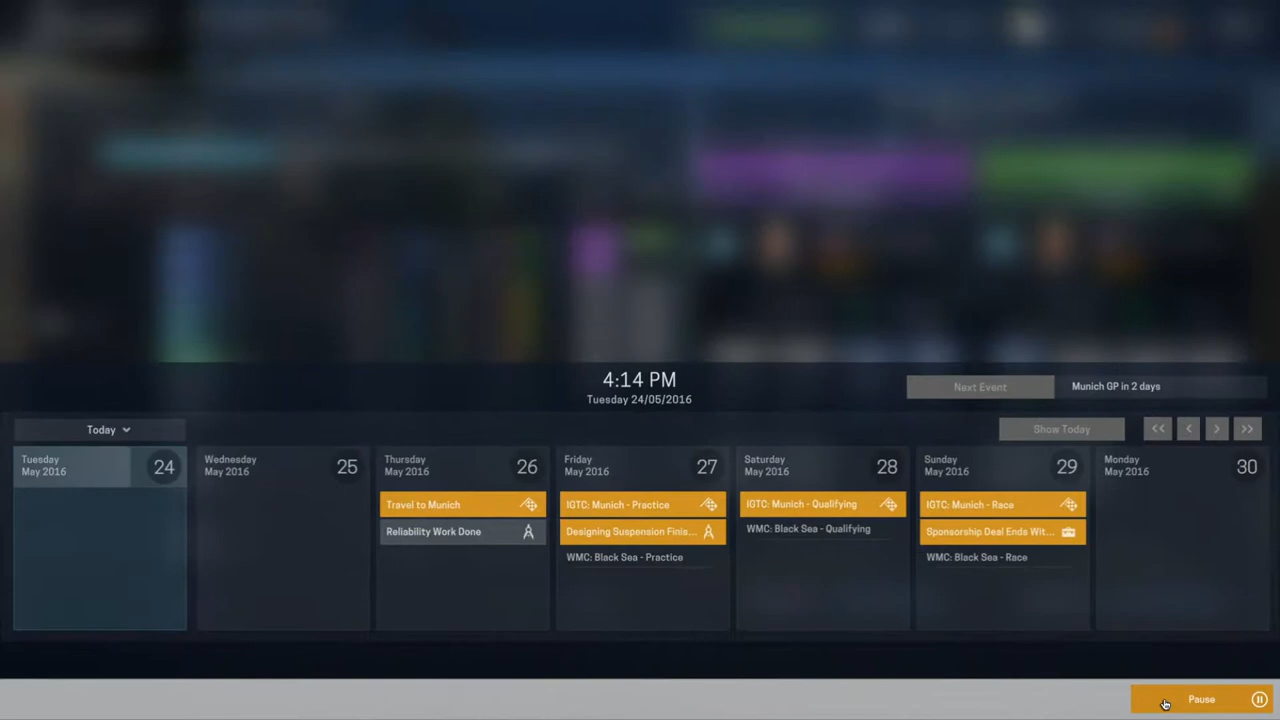 4:14 PM
Tuesday 24/05/2016
Next Event
Munich GP in 2 days
Today
Show Today
<<
<
>
>>
Tuesday
May 2016
24
Wednesday
May 2016
25
Thursday
May 2016
26
Travel to Munich
Reliability Work Done
Friday
May 2016
27
IGTC: Munich - Practice
Designing Suspension Finis...
WMC: Black Sea - Practice
Saturday
May 2016
28
IGTC: Munich - Qualifying
WMC: Black Sea - Qualifying
Sunday
May 2016
29
IGTC: Munich - Race
Sponsorship Deal Ends Wit...
WMC: Black Sea - Race
Monday
May 2016
30
Pause